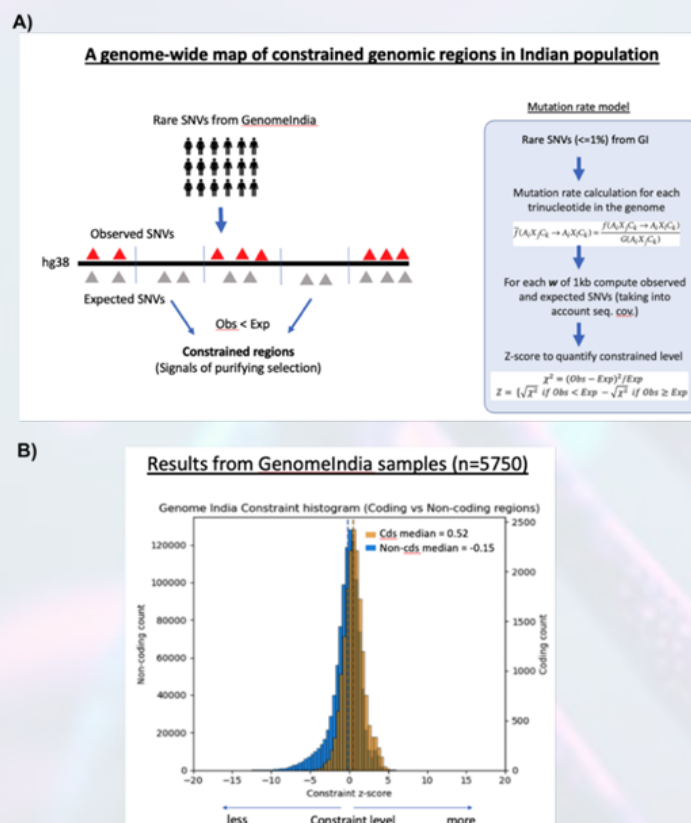 A)
A genome-wide map of constrained genomic regions in Indian population
Rare SNVs from GenomeIndia
Observed SNVs
hg38
Expected SNVs
Obs < Exp
Constrained regions
(Signals of purifying selection)
Mutation rate model
Rare SNVs (<=1%) from GI
Mutation rate calculation for each
trinucleotide in the genome
For each w of 1kb compute observed
and expected SNVs (taking into
account seq. cov.)
Z-score to quantify constrained level
χ² = (Obs − Exp)²/Exp
Z = {√χ² if Obs < Exp − √χ² if Obs ≥ Exp
B)
Results from GenomeIndia samples (n=5750)
Genome India Constraint histogram (Coding vs Non-coding regions)
Cds median = 0.52
Non-cds median = -0.15
Non-coding count
120000
100000
80000
60000
40000
20000
0
2500
2000
1500
1000
500
0
Coding count
−20 −15 −10 −5 0 5 10 15 20
Constraint z-score
less Constraint level more